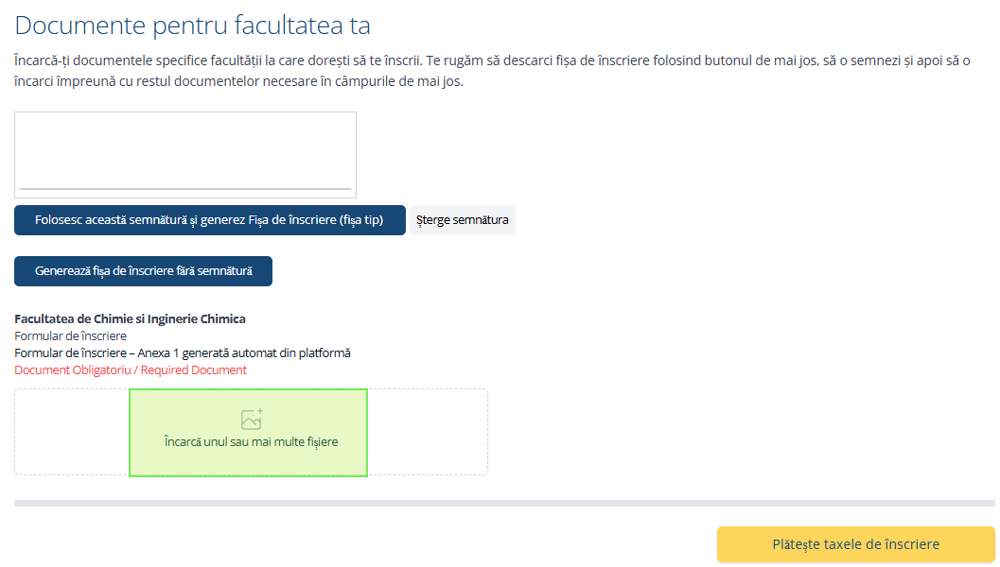 Documente pentru facultatea ta
Încarcă-ți documentele specifice facultății la care dorești să te înscrii. Te rugăm să descarci fișa de înscriere folosind butonul de mai jos, să o semnezi și apoi să o
încarci împreună cu restul documentelor necesare în câmpurile de mai jos.
Folosesc această semnătură și generez Fișa de înscriere (fișa tip)
Șterge semnătura
Generează fișa de înscriere fără semnătură
Facultatea de Chimie si Inginerie Chimica
Formular de înscriere
Formular de înscriere – Anexa 1 generată automat din platformă
Document Obligatoriu / Required Document
Încarcă unul sau mai multe fișiere
Plătește taxele de înscriere